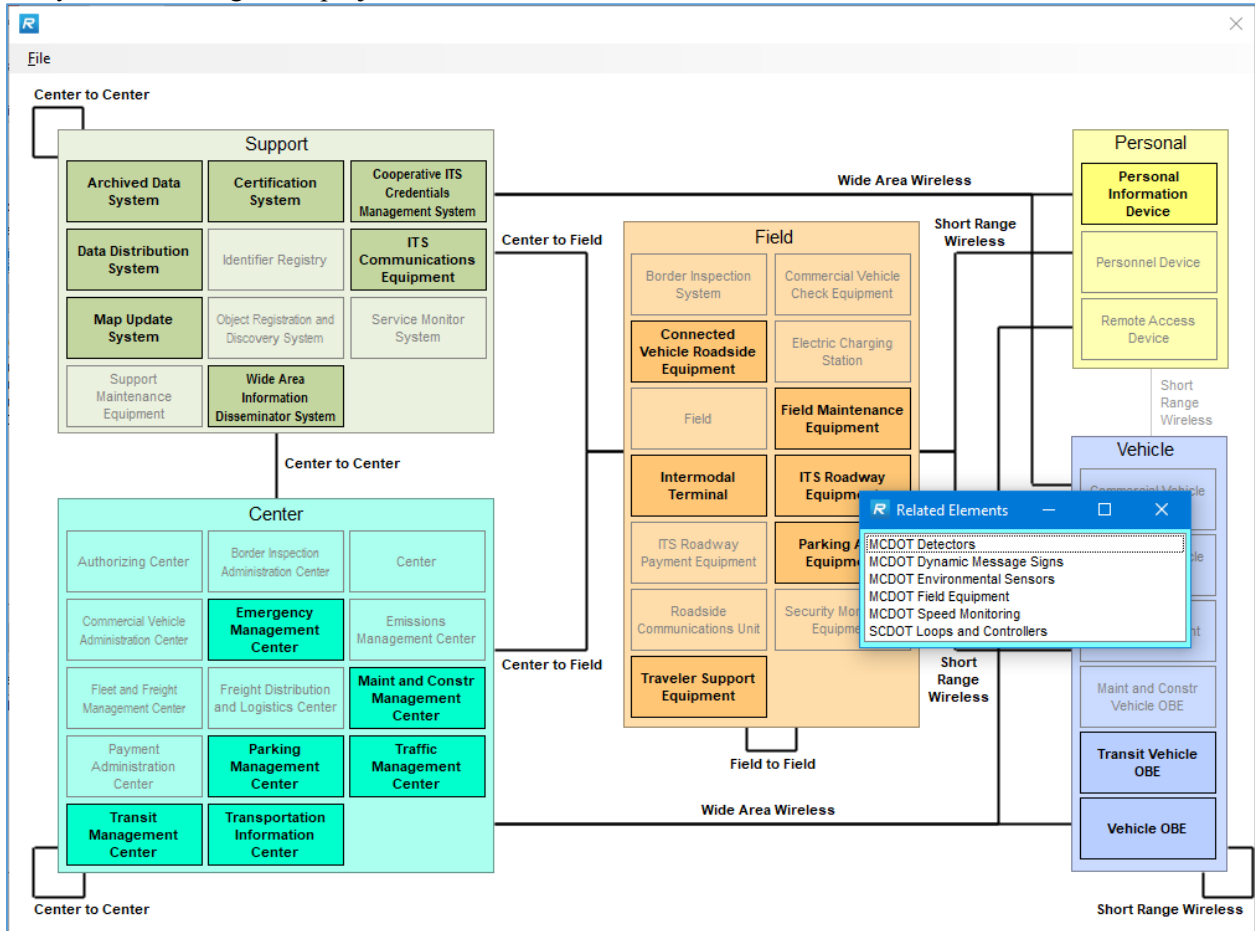 File
Center to Center
Support
Archived Data
System
Certification
System
Cooperative ITS
Credentials
Management System
Data Distribution
System
Identifier Registry
ITS
Communications
Equipment
Map Update
System
Object Registration and
Discovery System
Service Monitor
System
Support
Maintenance
Equipment
Wide Area
Information
Disseminator System
Center to Center
Center
Authorizing Center
Border Inspection
Administration Center
Center
Commercial Vehicle
Administration Center
Emergency
Management
Center
Emissions
Management Center
Fleet and Freight
Management Center
Freight Distribution
and Logistics Center
Maint and Constr
Management
Center
Payment
Administration
Center
Parking
Management
Center
Traffic
Management
Center
Transit
Management
Center
Transportation
Information
Center
Center to Center
Center to Field
Center to Field
Wide Area Wireless
Field
Border Inspection
System
Commercial Vehicle
Check Equipment
Connected
Vehicle Roadside
Equipment
Electric Charging
Station
Field
Field Maintenance
Equipment
Intermodal
Terminal
ITS Roadway
ITS Roadway
Payment Equipment
Parking
Roadside
Communications Unit
Security
Traveler Support
Equipment
Field to Field
Wide Area Wireless
Short Range
Wireless
Short
Range
Wireless
Personal
Personal
Information
Device
Personnel Device
Remote Access
Device
Short
Range
Wireless
Vehicle
R Related Elements
MCDOT Detectors
MCDOT Dynamic Message Signs
MCDOT Environmental Sensors
MCDOT Field Equipment
MCDOT Speed Monitoring
SCDOT Loops and Controllers
Maint and Constr
Vehicle OBE
Transit Vehicle
OBE
Vehicle OBE
Short Range Wireless